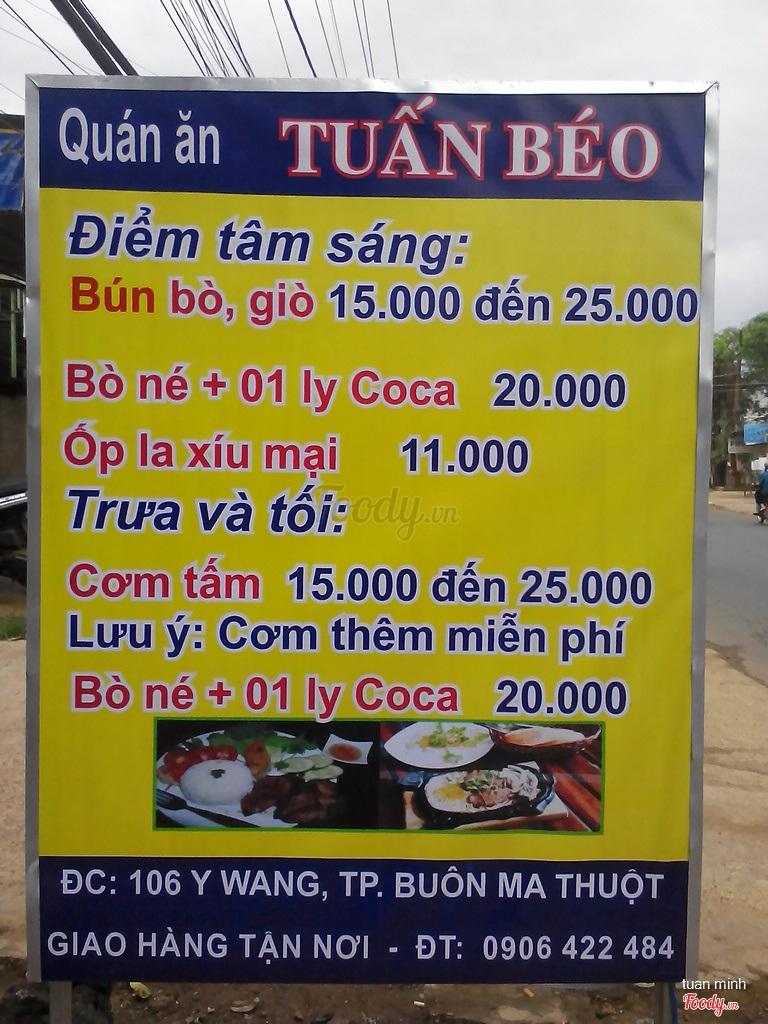 Quán ăn TUẤN BÉO
Điểm tâm sáng:
Bún bò, giò 15.000 đến 25.000
Bò né + 01 ly Coca 20.000
Ốp la xíu mại 11.000
Foody.vn
Trưa và tối:
Cơm tấm 15.000 đến 25.000
Lưu ý: Cơm thêm miễn phí
Bò né + 01 ly Coca 20.000
ĐC: 106 Y WANG, TP. BUÔN MA THUỘT
GIAO HÀNG TẬN NƠI - ĐT: 0906 422 484
tuan minh
Foody.vn